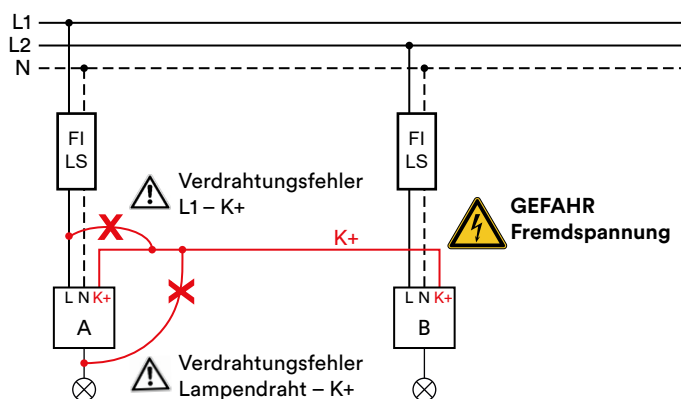 L1
L2
N
FI
LS
FI
LS
Verdrahtungsfehler
L1 – K+
GEFAHR
Fremdspannung
K+
L N K+
A
L N K+
B
Verdrahtungsfehler
Lampendraht – K+